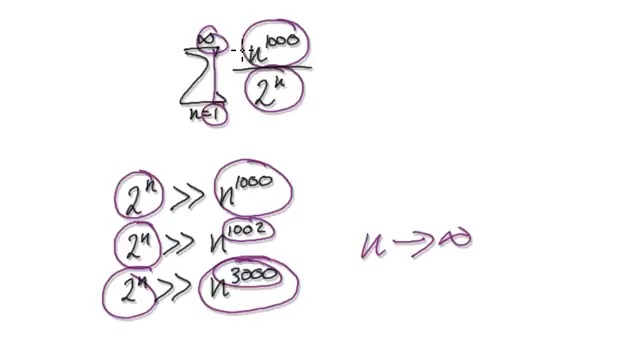 ∞ n^1000
Σ ―
n=1 2^n
2^n >> n^1000
2^n >> n^1002
2^n >> n^3000
n → ∞